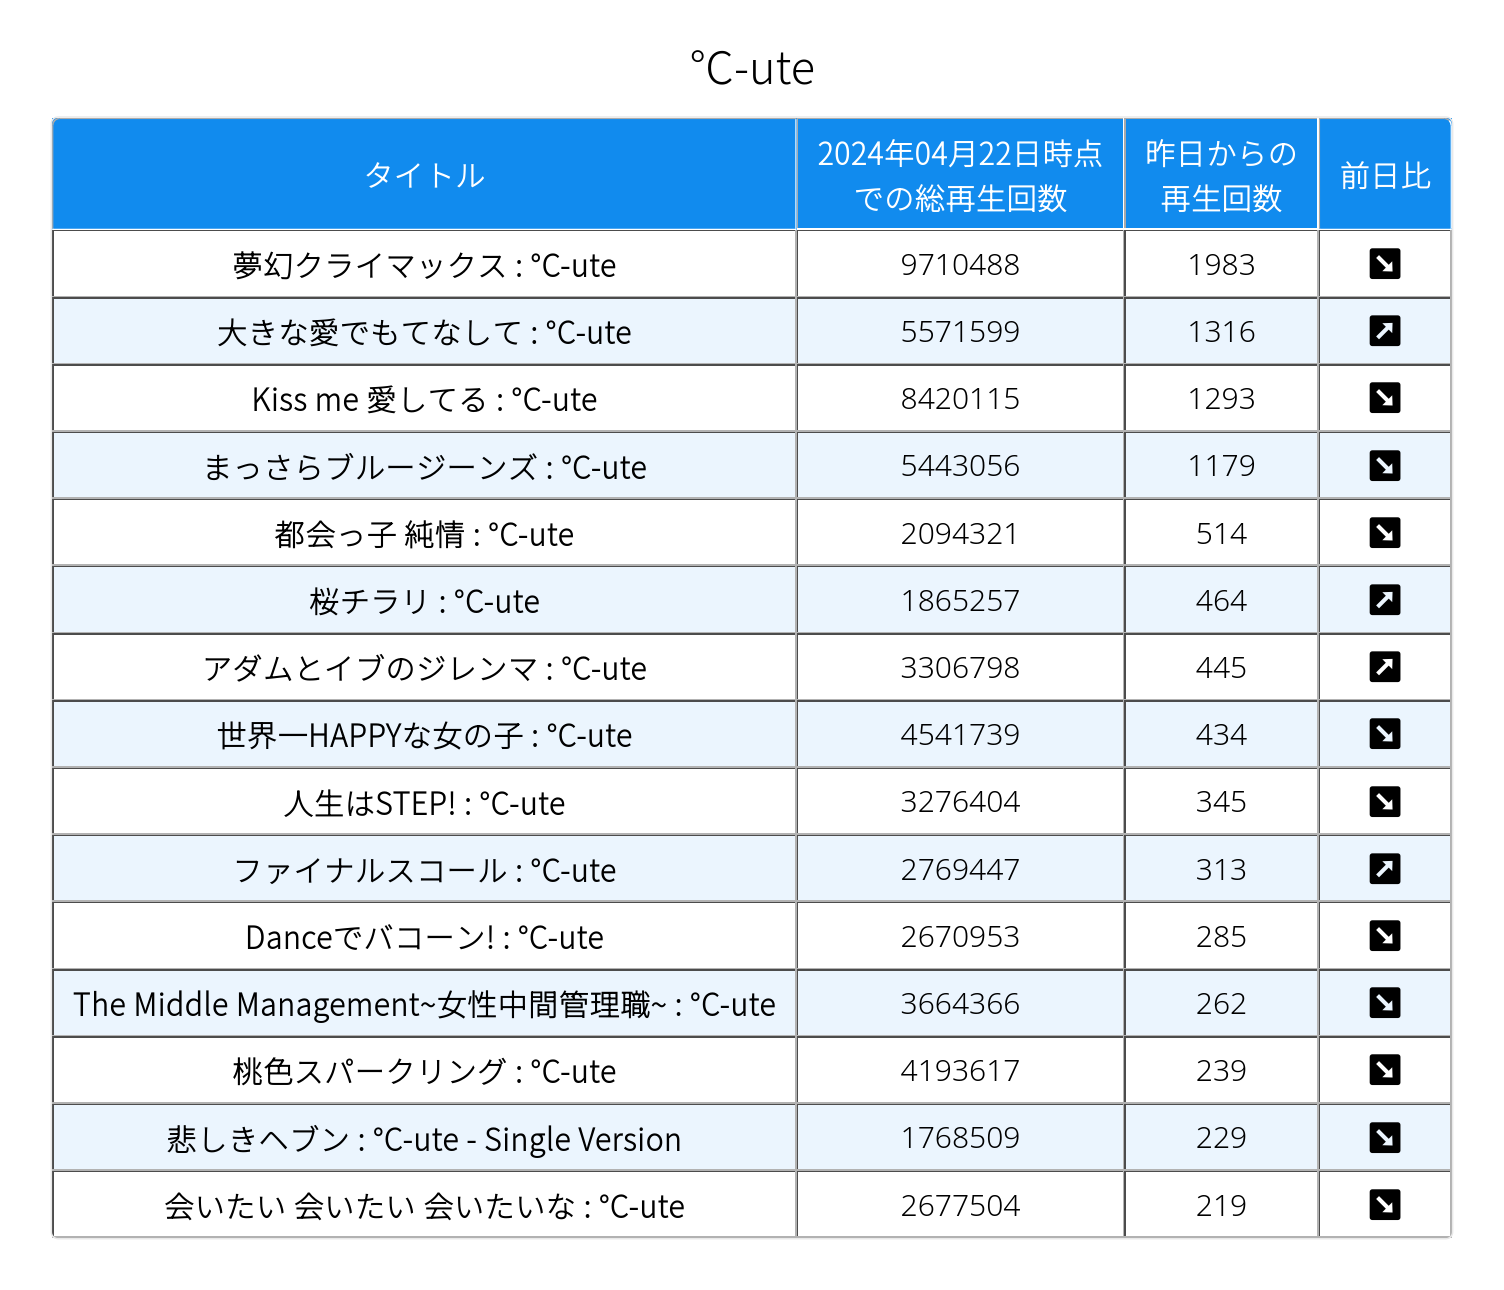 ℃-ute
タイトル
2024年04月22日時点
での総再生回数
昨日からの
再生回数
前日比
夢幻クライマックス : ℃-ute 9710488 1983
大きな愛でもてなして : ℃-ute 5571599 1316
Kiss me 愛してる : ℃-ute 8420115 1293
まっさらブルージーンズ : ℃-ute 5443056 1179
都会っ子 純情 : ℃-ute 2094321 514
桜チラリ : ℃-ute 1865257 464
アダムとイブのジレンマ : ℃-ute 3306798 445
世界一HAPPYな女の子 : ℃-ute 4541739 434
人生はSTEP! : ℃-ute 3276404 345
ファイナルスコール : ℃-ute 2769447 313
Danceでバコーン! : ℃-ute 2670953 285
The Middle Management~女性中間管理職~ : ℃-ute 3664366 262
桃色スパークリング : ℃-ute 4193617 239
悲しきヘブン : ℃-ute - Single Version 1768509 229
会いたい 会いたい 会いたいな : ℃-ute 2677504 219